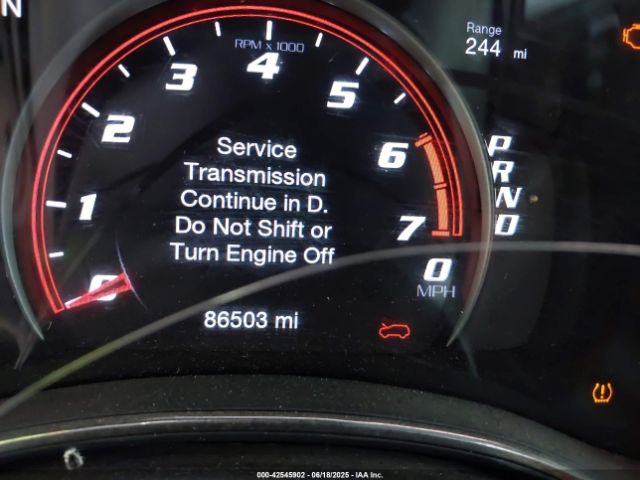 N
Range
244 mi
RPM x 1000
0
1
2
3
4
5
6
7
Service
Transmission
Continue in D.
Do Not Shift or
Turn Engine Off
P
R
N
D
0
MPH
86503 mi
000-42545902 - 06/18/2025 - IAA Inc.